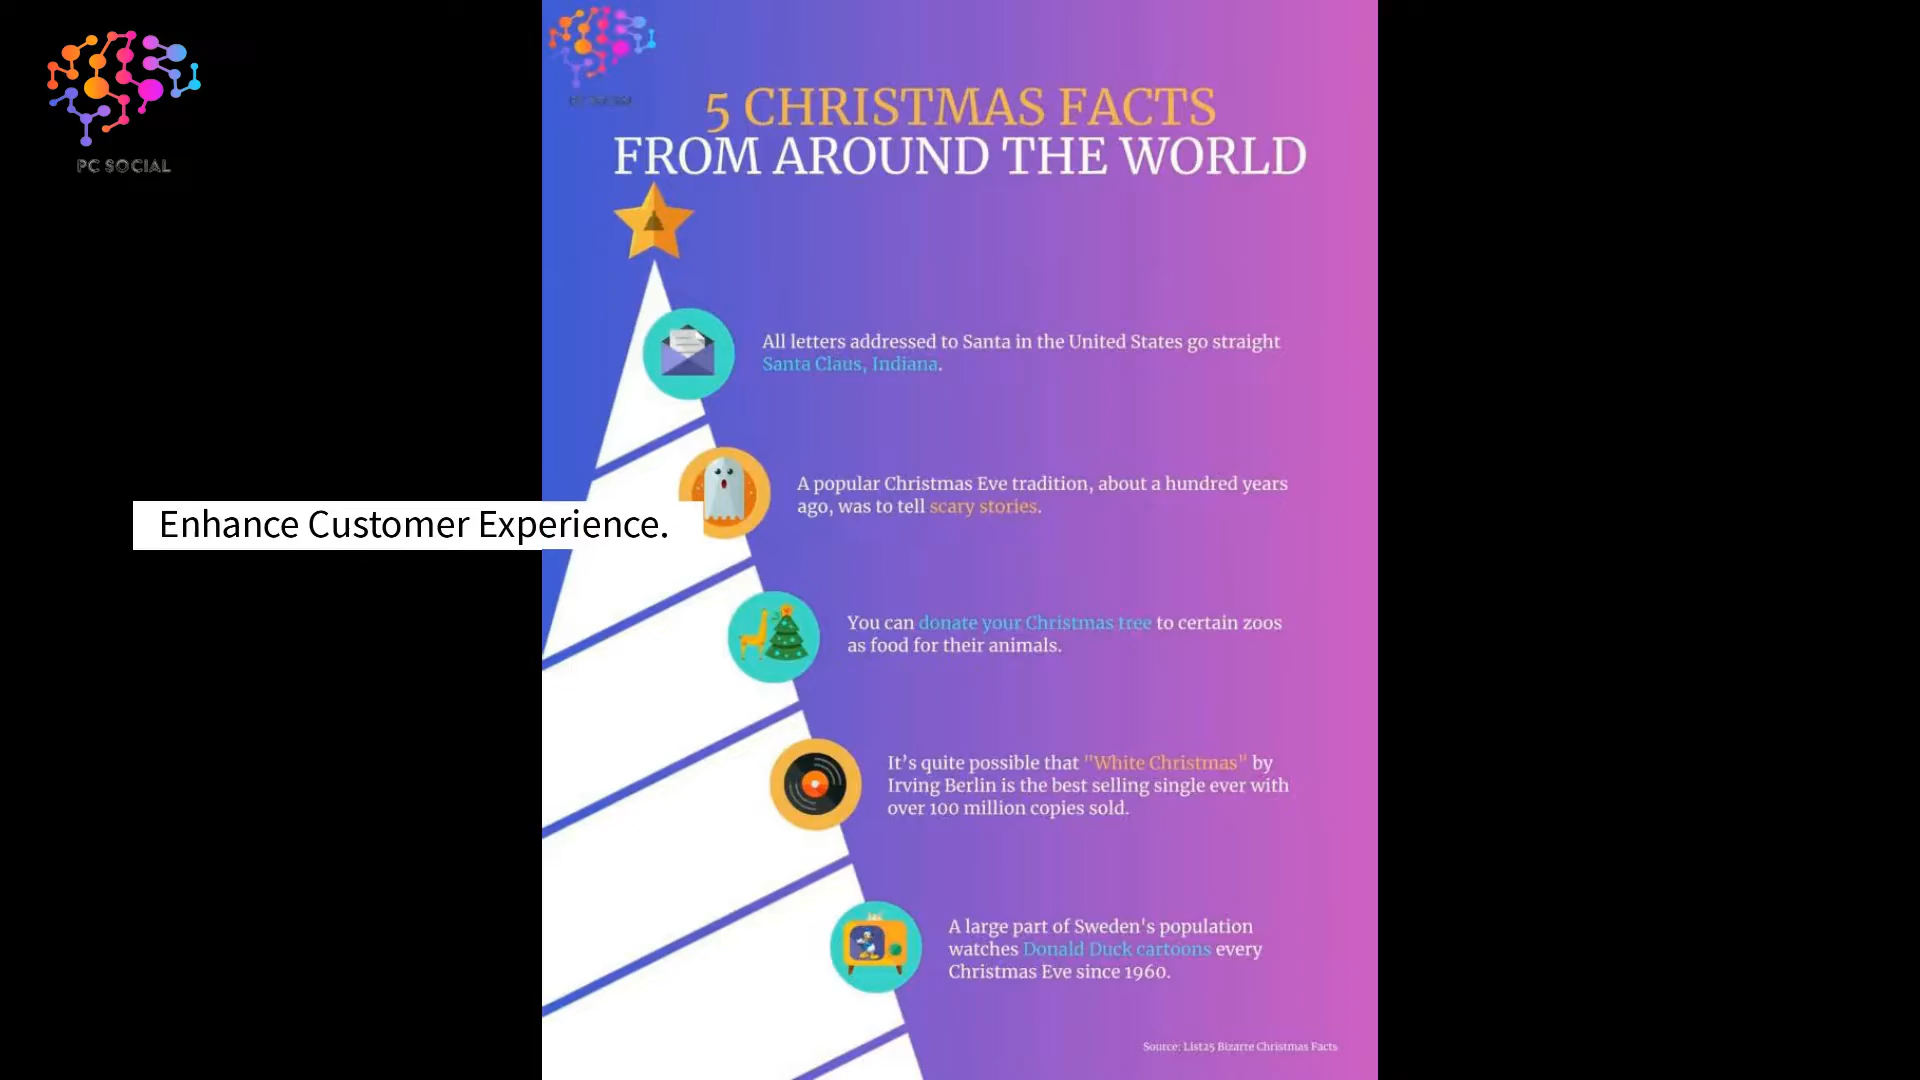 PC SOCIAL
PC SOCIAL
5 CHRISTMAS FACTS
FROM AROUND THE WORLD
All letters addressed to Santa in the United States go straight
Santa Claus, Indiana.
A popular Christmas Eve tradition, about a hundred years
ago, was to tell scary stories.
Enhance Customer Experience.
You can donate your Christmas tree to certain zoos
as food for their animals.
It’s quite possible that "White Christmas" by
Irving Berlin is the best selling single ever with
over 100 million copies sold.
A large part of Sweden's population
watches Donald Duck cartoons every
Christmas Eve since 1960.
Source: List25 Bizarre Christmas Facts